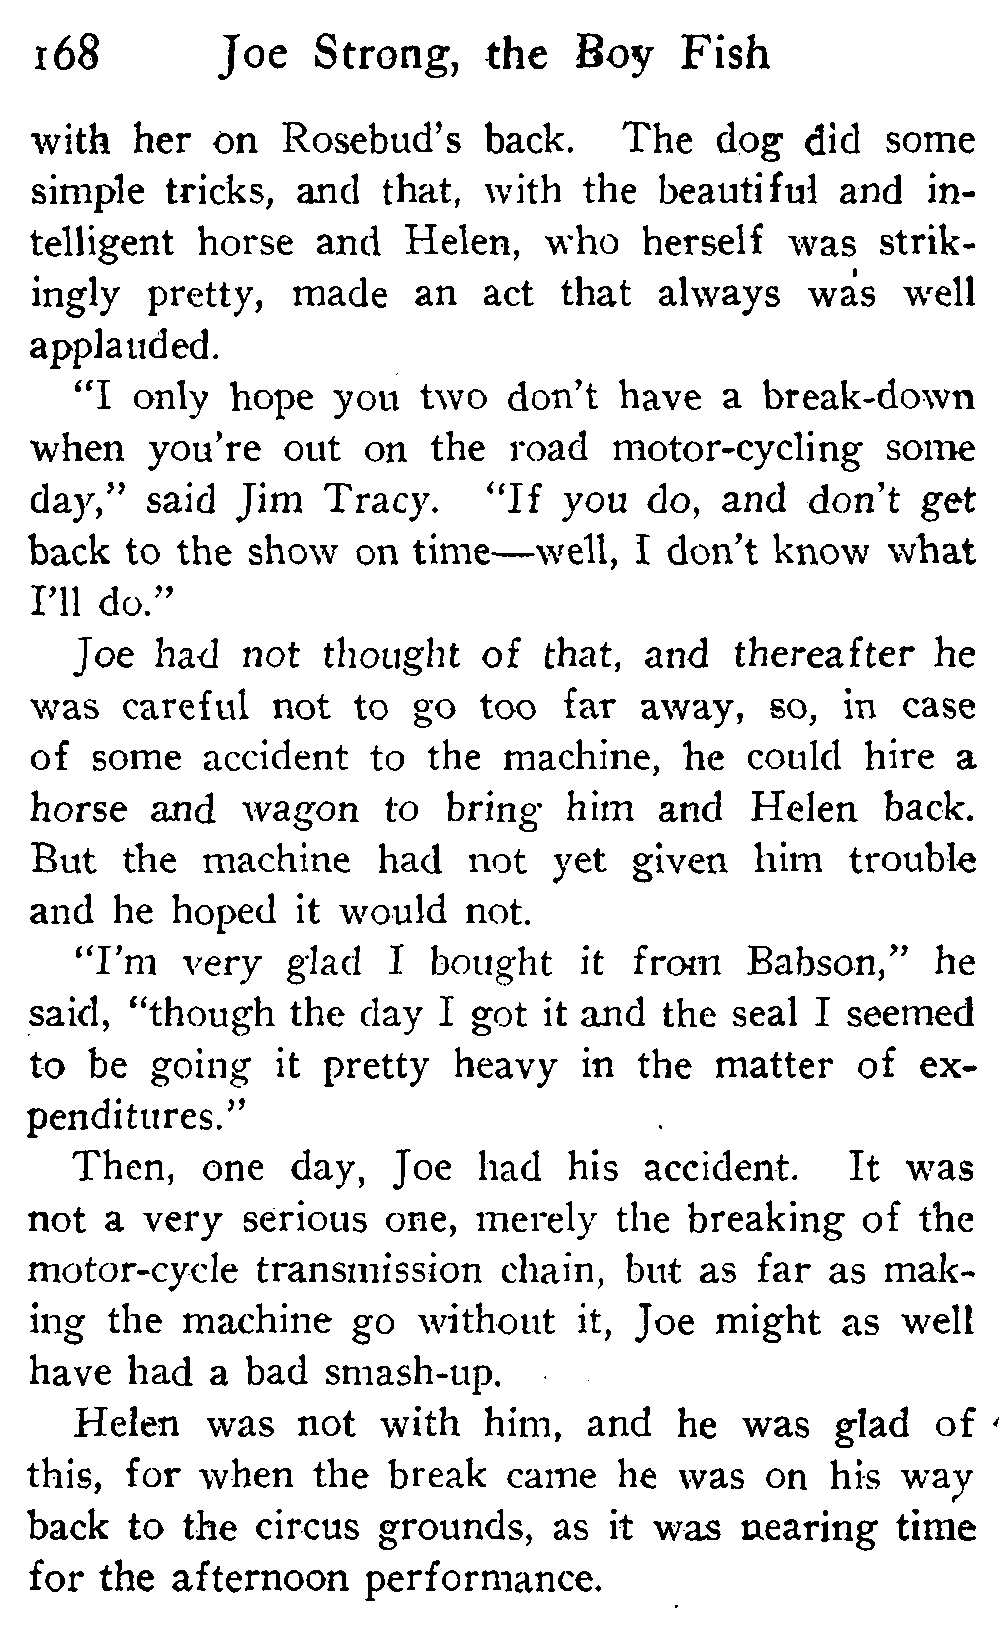 168 Joe Strong, the Boy Fish
with her on Rosebud's back. The dog did some
simple tricks, and that, with the beautiful and in-
telligent horse and Helen, who herself was strik-
ingly pretty, made an act that always was well
applauded.
"I only hope you two don't have a break-down
when you're out on the road motor-cycling some
day," said Jim Tracy. "If you do, and don't get
back to the show on time—well, I don't know what
I'll do."
Joe had not thought of that, and thereafter he
was careful not to go too far away, so, in case
of some accident to the machine, he could hire a
horse and wagon to bring him and Helen back.
But the machine had not yet given him trouble
and he hoped it would not.
"I'm very glad I bought it from Babson," he
said, "though the day I got it and the seal I seemed
to be going it pretty heavy in the matter of ex-
penditures."
Then, one day, Joe had his accident. It was
not a very serious one, merely the breaking of the
motor-cycle transmission chain, but as far as mak-
ing the machine go without it, Joe might as well
have had a bad smash-up.
Helen was not with him, and he was glad of
this, for when the break came he was on his way
back to the circus grounds, as it was nearing time
for the afternoon performance.